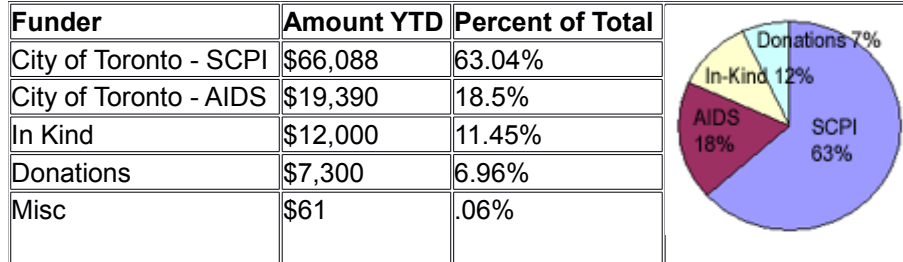 Funder Amount YTD Percent of Total
City of Toronto - SCPI $66,088 63.04%
City of Toronto - AIDS $19,390 18.5%
In Kind $12,000 11.45%
Donations $7,300 6.96%
Misc $61 .06%
Donations 7%
In-Kind 12%
AIDS
18%
SCPI
63%